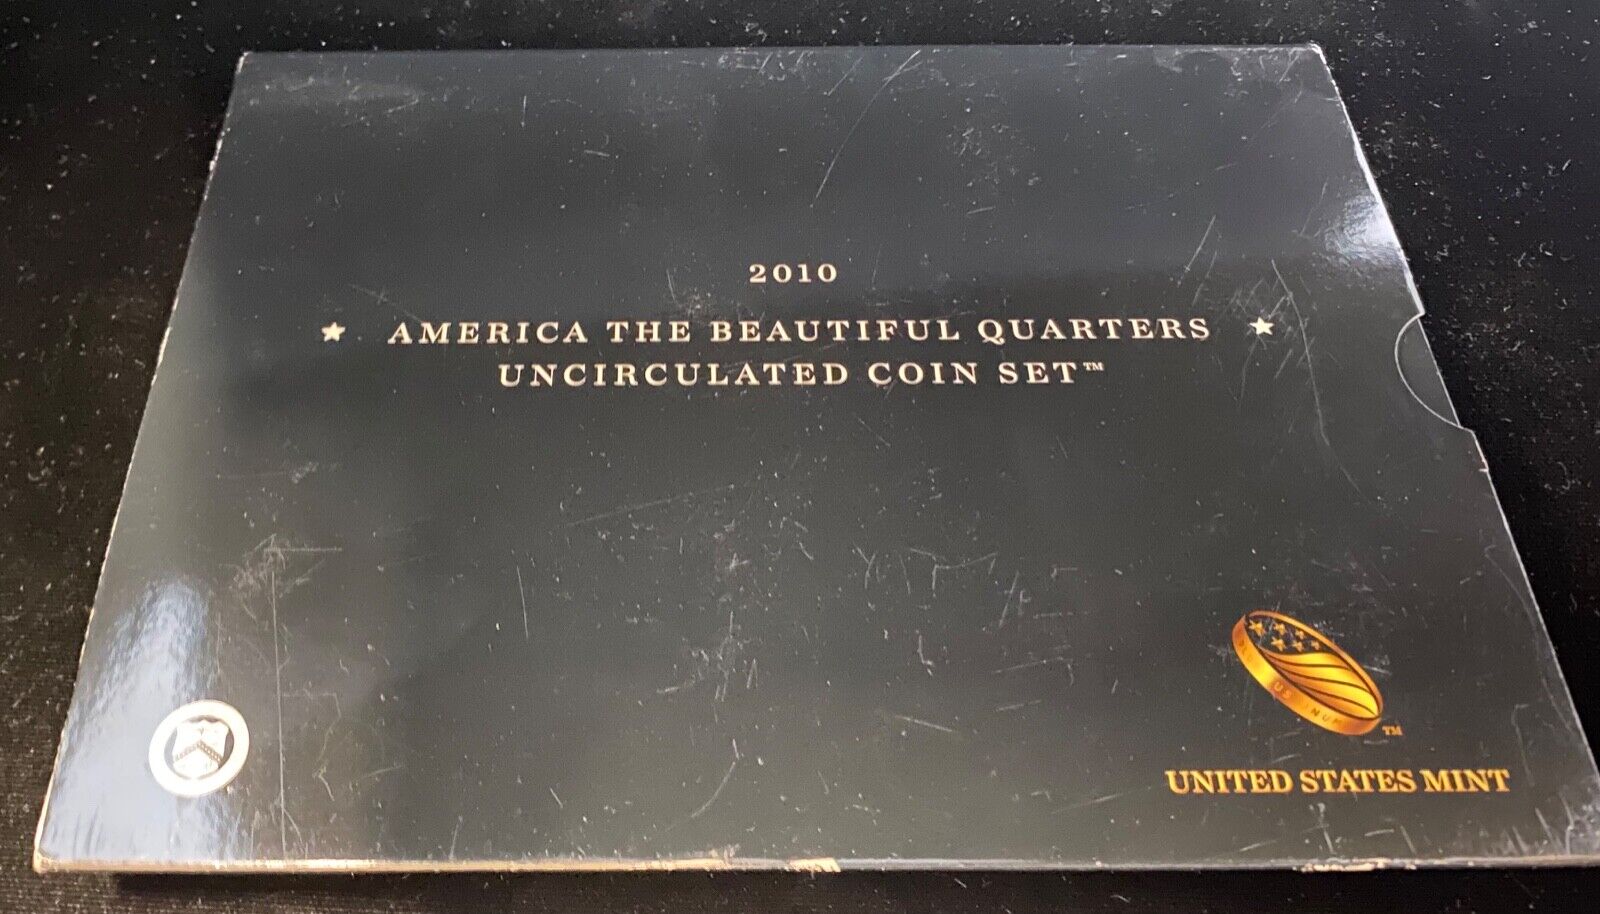 2010
★ AMERICA THE BEAUTIFUL QUARTERS ★
UNCIRCULATED COIN SET™
TM
UNITED STATES MINT